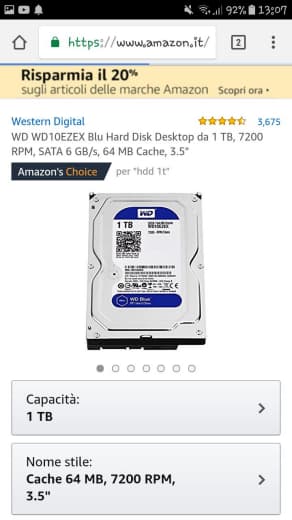 92% 13:07
https://www.amazon.it/ 2
Risparmia il 20%
sugli articoli delle marche Amazon Scopri ora ›
Western Digital 3,675
WD WD10EZEX Blu Hard Disk Desktop da 1 TB, 7200
RPM, SATA 6 GB/s, 64 MB Cache, 3.5"
Amazon's Choice per "hdd 1t"
WD
1 TB
WD10EZEX
WD Blue
Capacità:
1 TB
Nome stile:
Cache 64 MB, 7200 RPM,
3.5"